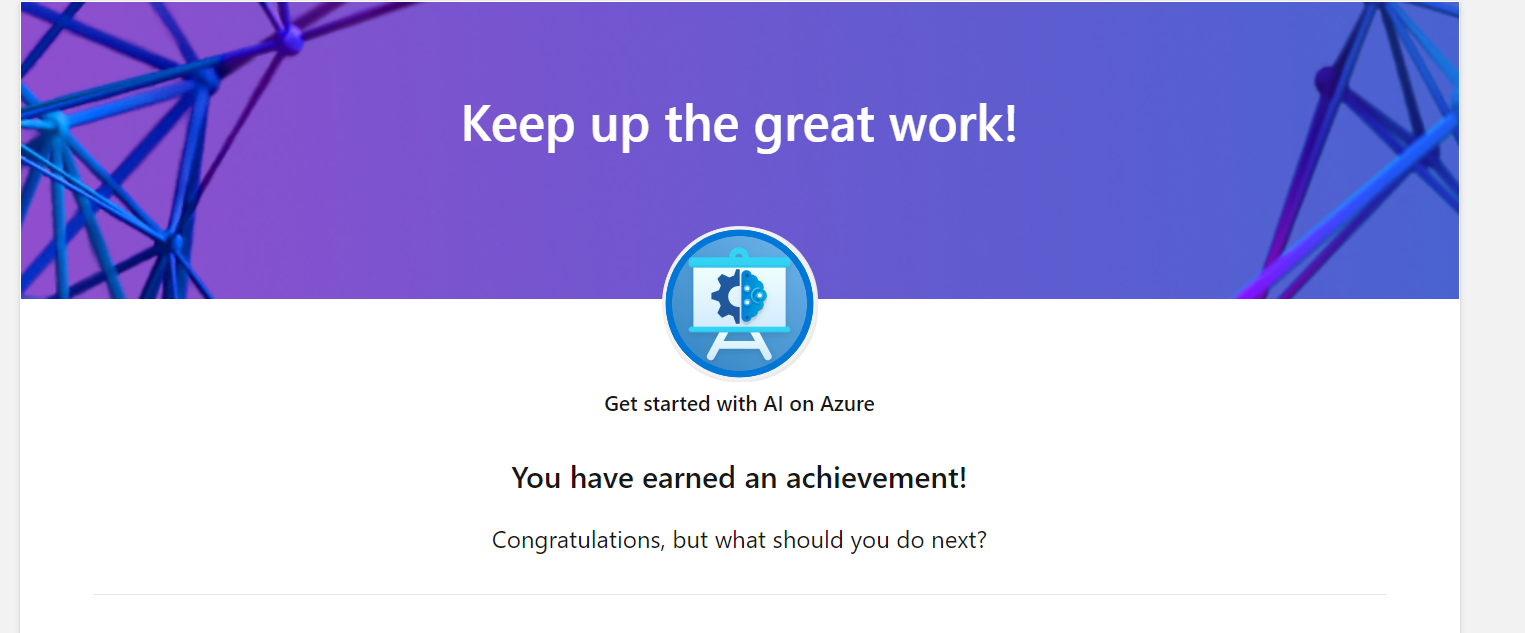 Keep up the great work!
Get started with AI on Azure
You have earned an achievement!
Congratulations, but what should you do next?